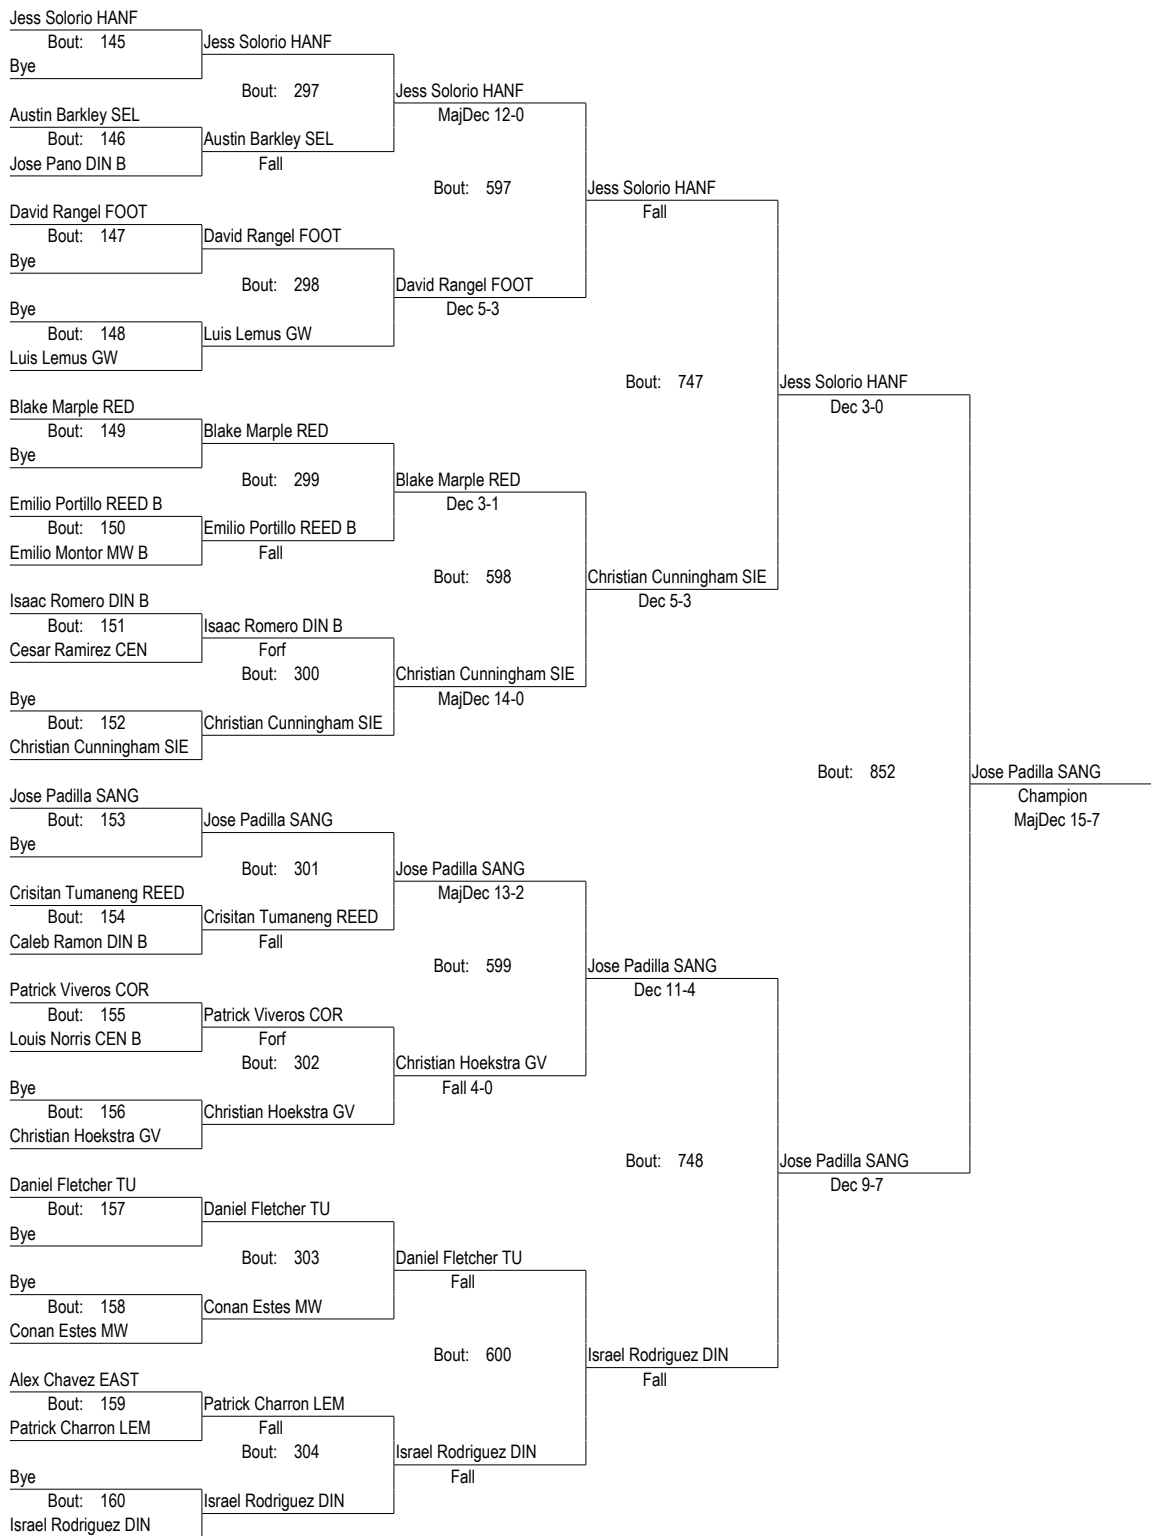 Jess Solorio HANF
Bout: 145 Jess Solorio HANF
Bye
Bout: 297 Jess Solorio HANF
Austin Barkley SEL MajDec 12-0
Bout: 146 Austin Barkley SEL
Jose Pano DIN B Fall
Bout: 597 Jess Solorio HANF
David Rangel FOOT Fall
Bout: 147 David Rangel FOOT
Bye
Bout: 298 David Rangel FOOT
Bye Dec 5-3
Bout: 148 Luis Lemus GW
Luis Lemus GW
Bout: 747 Jess Solorio HANF
Blake Marple RED Dec 3-0
Bout: 149 Blake Marple RED
Bye
Bout: 299 Blake Marple RED
Emilio Portillo REED B Dec 3-1
Bout: 150 Emilio Portillo REED B
Emilio Montor MW B Fall
Bout: 598 Christian Cunningham SIE
Isaac Romero DIN B Dec 5-3
Bout: 151 Isaac Romero DIN B
Cesar Ramirez CEN Forf
Bout: 300 Christian Cunningham SIE
Bye MajDec 14-0
Bout: 152 Christian Cunningham SIE
Christian Cunningham SIE
Bout: 852 Jose Padilla SANG
Jose Padilla SANG Champion
Bout: 153 Jose Padilla SANG MajDec 15-7
Bye
Bout: 301 Jose Padilla SANG
Crisitan Tumaneng REED MajDec 13-2
Bout: 154 Crisitan Tumaneng REED
Caleb Ramon DIN B Fall
Bout: 599 Jose Padilla SANG
Patrick Viveros COR Dec 11-4
Bout: 155 Patrick Viveros COR
Louis Norris CEN B Forf
Bout: 302 Christian Hoekstra GV
Bye Fall 4-0
Bout: 156 Christian Hoekstra GV
Christian Hoekstra GV
Bout: 748 Jose Padilla SANG
Daniel Fletcher TU Dec 9-7
Bout: 157 Daniel Fletcher TU
Bye
Bout: 303 Daniel Fletcher TU
Bye Fall
Bout: 158 Conan Estes MW
Conan Estes MW
Bout: 600 Israel Rodriguez DIN
Alex Chavez EAST Fall
Bout: 159 Patrick Charron LEM
Patrick Charron LEM Fall
Bout: 304 Israel Rodriguez DIN
Bye Fall
Bout: 160 Israel Rodriguez DIN
Israel Rodriguez DIN